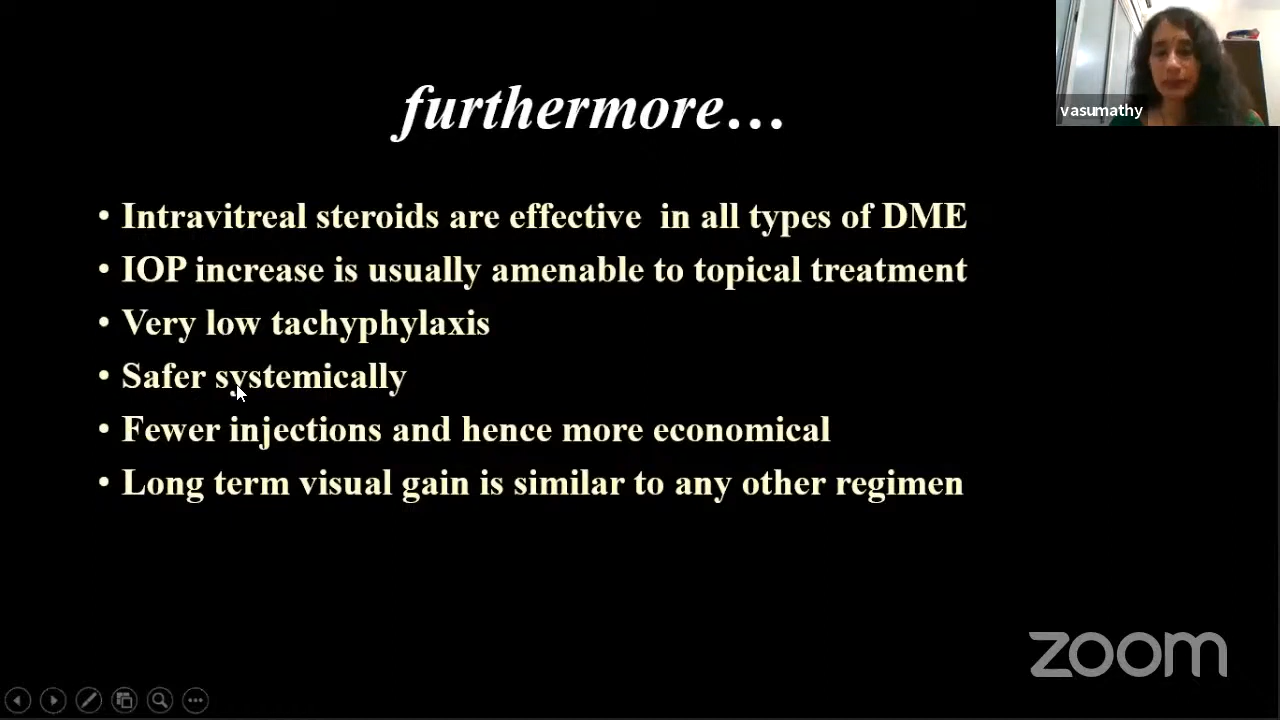 vasumathy
furthermore...
• Intravitreal steroids are effective  in all types of DME
• IOP increase is usually amenable to topical treatment
• Very low tachyphylaxis
• Safer systemically
• Fewer injections and hence more economical
• Long term visual gain is similar to any other regimen
zoom